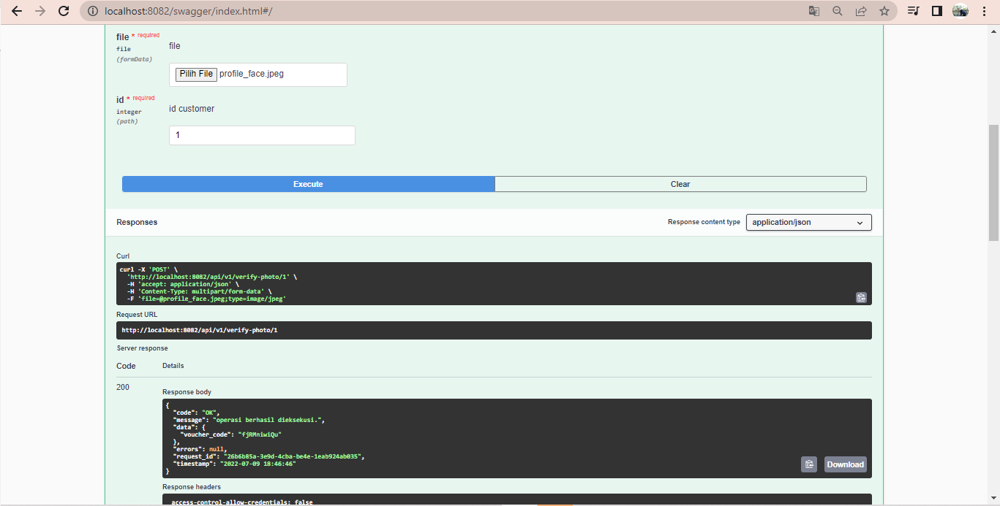 localhost:8082/swagger/index.html#/
file * required
file
(formData)
file
Pilih File profile_face.jpeg
id * required
integer
(path)
id customer
1
Execute
Clear
Responses
Response content type
application/json
Curl
curl -X 'POST' \
'http://localhost:8082/api/v1/verify-photo/1' \
-H 'accept: application/json' \
-H 'Content-Type: multipart/form-data' \
-F 'file=@profile_face.jpeg;type=image/jpeg'
Request URL
http://localhost:8082/api/v1/verify-photo/1
Server response
Code Details
200
Response body
{
"code": "OK",
"message": "operasi berhasil dieksekusi.",
"data": {
"voucher_code": "fjRMniwiQu"
},
"errors": null,
"request_id": "26b6b85a-3e9d-4cba-be4e-1eab924ab035",
"timestamp": "2022-07-09 18:46:46"
}
Download
Response headers
access-control-allow-credentials: false